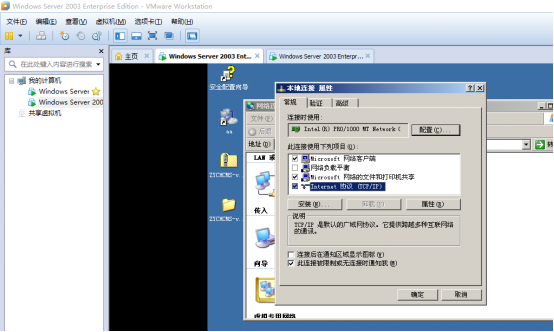 Windows Server 2003 Enterprise Edition - VMware Workstation
文件(F) 编辑(E) 查看(V) 虚拟机(M) 选项卡(T) 帮助(H)
库
在此处键入内容进行搜索
我的计算机
Windows Server
Windows Server 200
共享虚拟机
主页
Windows Server 2003 Ent...
Windows Server 2003 Enterpr...
安全配置向导
aa
ZYCHCMS-v..
ZYCHCMS-v..
网络连
文件(F)
后退
地址(D)
LAN 或
传入
向导
虚拟专用网络
转
本地连接 属性
常规 验证 高级
连接时使用:
Intel(R) PRO/1000 MT Network C
配置(C)...
此连接使用下列项目(O):
Microsoft 网络客户端
网络负载平衡
Microsoft 网络的文件和打印机共享
Internet 协议 (TCP/IP)
安装(N)...
卸载(U)
属性(R)
说明
TCP/IP 是默认的广域网协议。它提供跨越多种互联网络
的通讯。
连接后在通知区域显示图标(W)
此连接被限制或无连接时通知我(M)
确定
取消